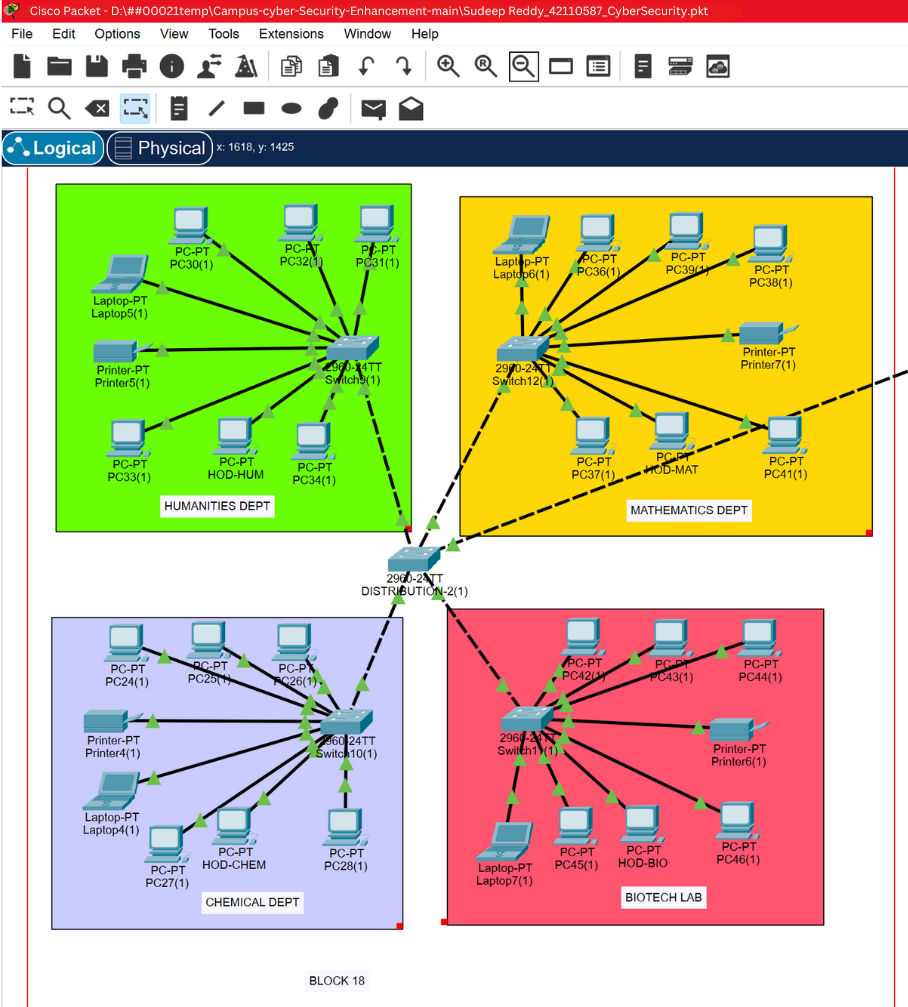 Cisco Packet - D:\##00021temp\Campus-cyber-Security-Enhancement-main\Sudeep Reddy_42110587_CyberSecurity.pkt
File Edit Options View Tools Extensions Window Help
Logical Physical x: 1618, y: 1425
PC-PT
PC30(1)
PC-PT
PC32(1)
PC-PT
PC31(1)
Laptop-PT
Laptop5(1)
Printer-PT
Printer5(1)
2960-24TT
Switch9(1)
PC-PT
PC33(1)
PC-PT
HOD-HUM
PC-PT
PC34(1)
HUMANITIES DEPT
Laptop-PT
Laptop6(1)
PC-PT
PC36(1)
PC-PT
PC39(1)
PC-PT
PC38(1)
Printer-PT
Printer7(1)
2960-24TT
Switch12(1)
PC-PT
PC37(1)
PC-PT
HOD-MAT
PC-PT
PC41(1)
MATHEMATICS DEPT
2960-24TT
DISTRIBUTION-2(1)
PC-PT
PC24(1)
PC-PT
PC25(1)
PC-PT
PC26(1)
Printer-PT
Printer4(1)
2960-24TT
Switch10(1)
Laptop-PT
Laptop4(1)
PC-PT
PC27(1)
PC-PT
HOD-CHEM
PC-PT
PC28(1)
CHEMICAL DEPT
PC-PT
PC42(1)
PC-PT
PC43(1)
PC-PT
PC44(1)
2960-24TT
Switch11(1)
Printer-PT
Printer6(1)
Laptop-PT
Laptop7(1)
PC-PT
PC45(1)
PC-PT
HOD-BIO
PC-PT
PC46(1)
BIOTECH LAB
BLOCK 18